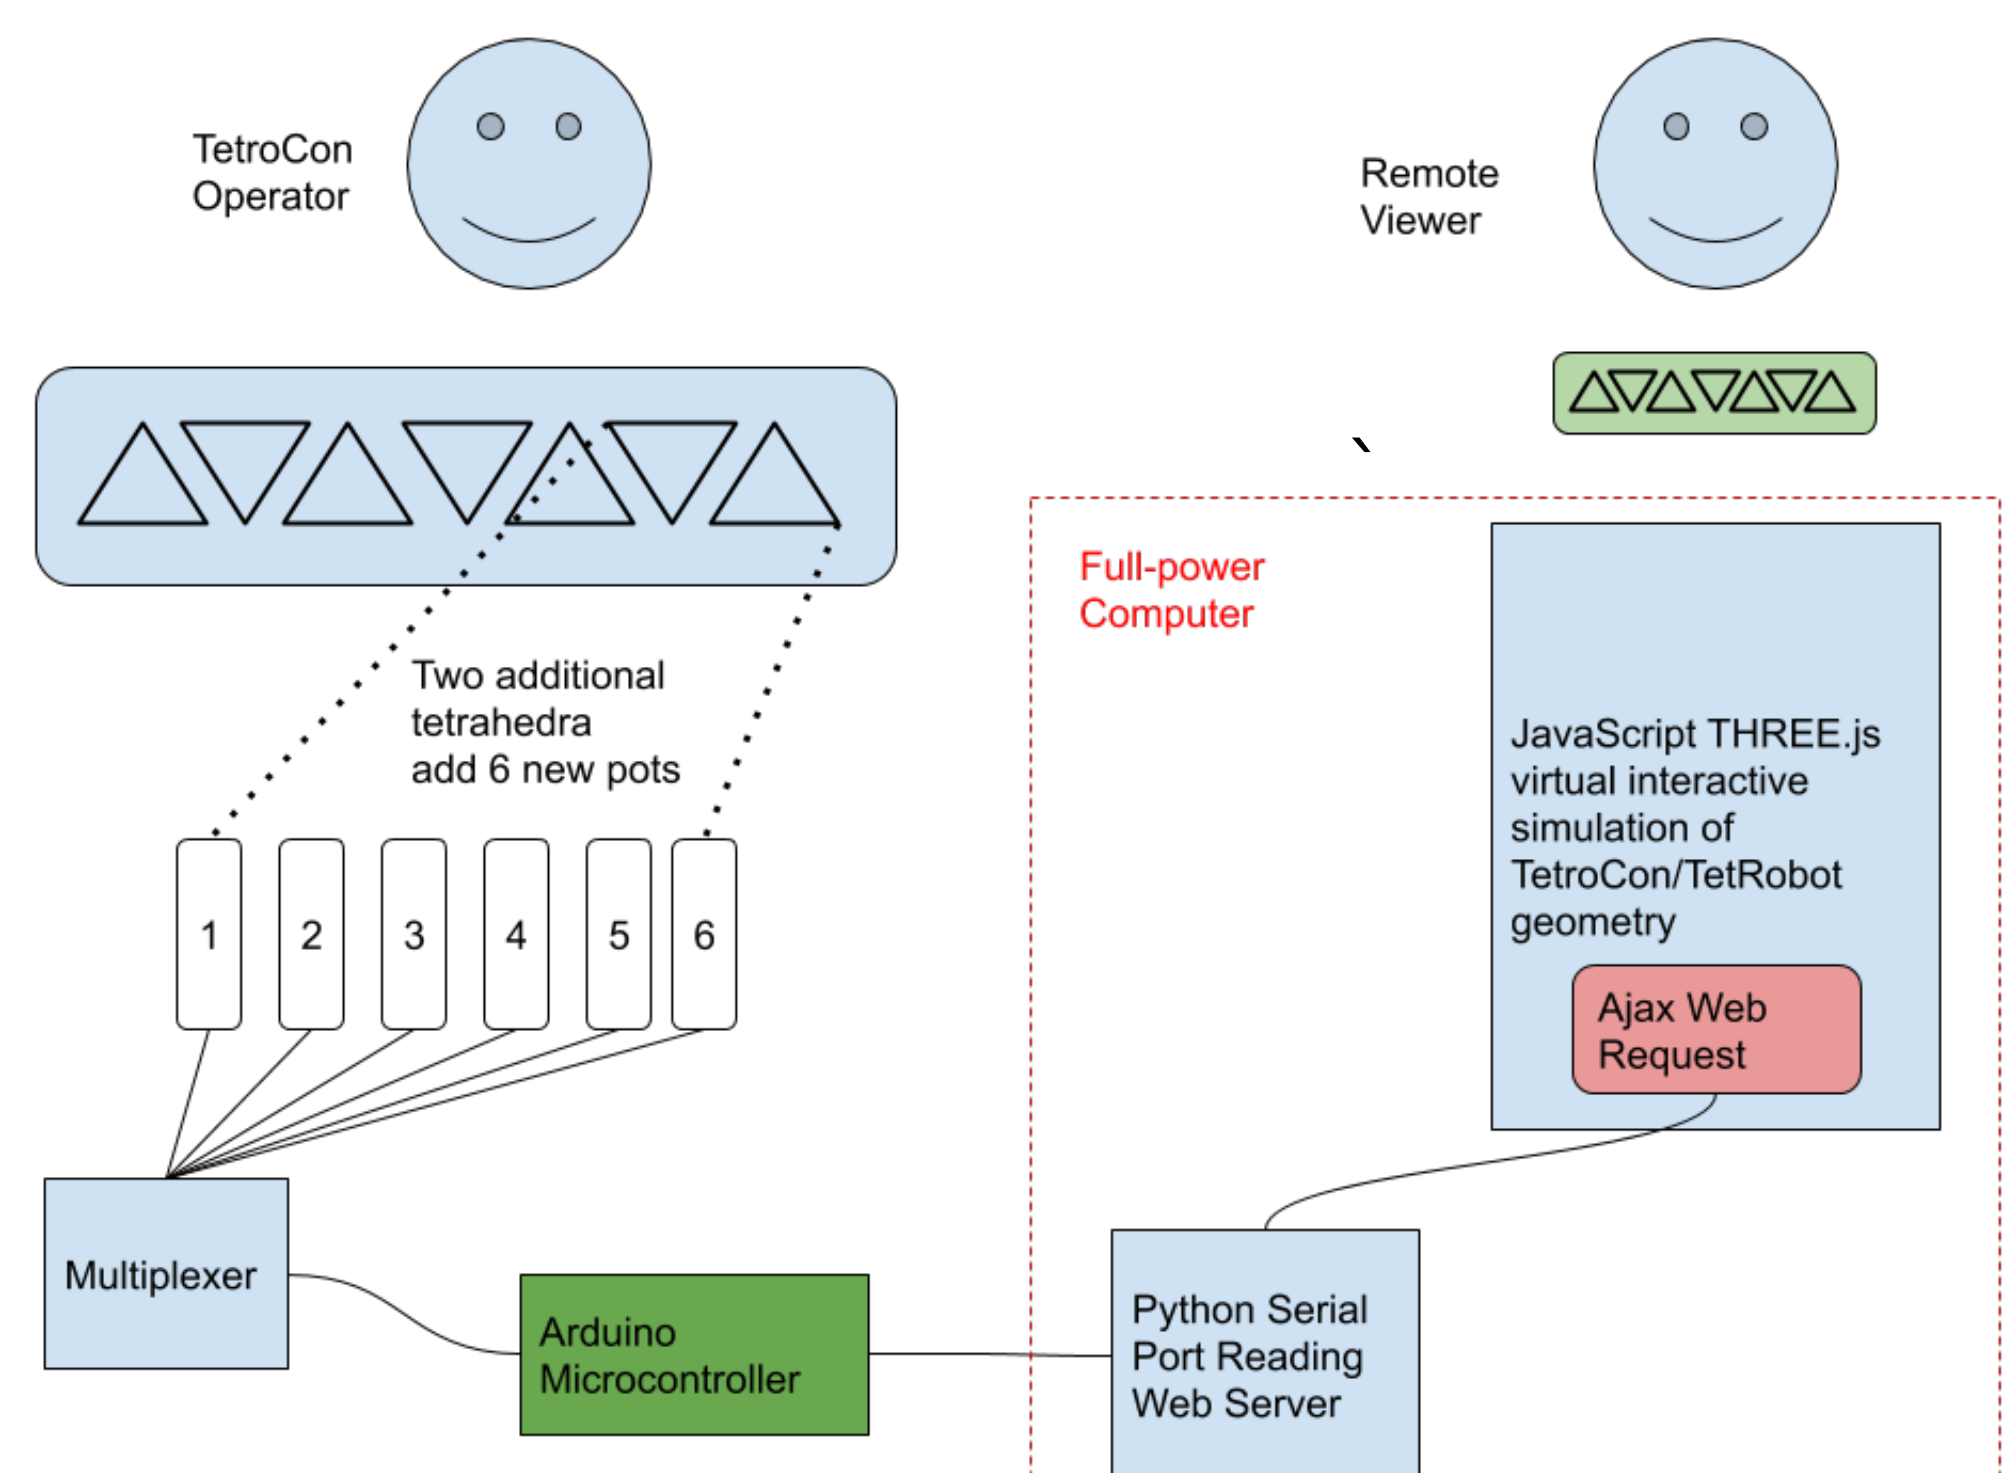 TetroCon
Operator
Remote
Viewer
`
Full-power
Computer
Two additional
tetrahedra
add 6 new pots
JavaScript THREE.js
virtual interactive
simulation of
TetroCon/TetRobot
geometry
1 2 3 4 5 6
Ajax Web
Request
Multiplexer
Arduino
Microcontroller
Python Serial
Port Reading
Web Server